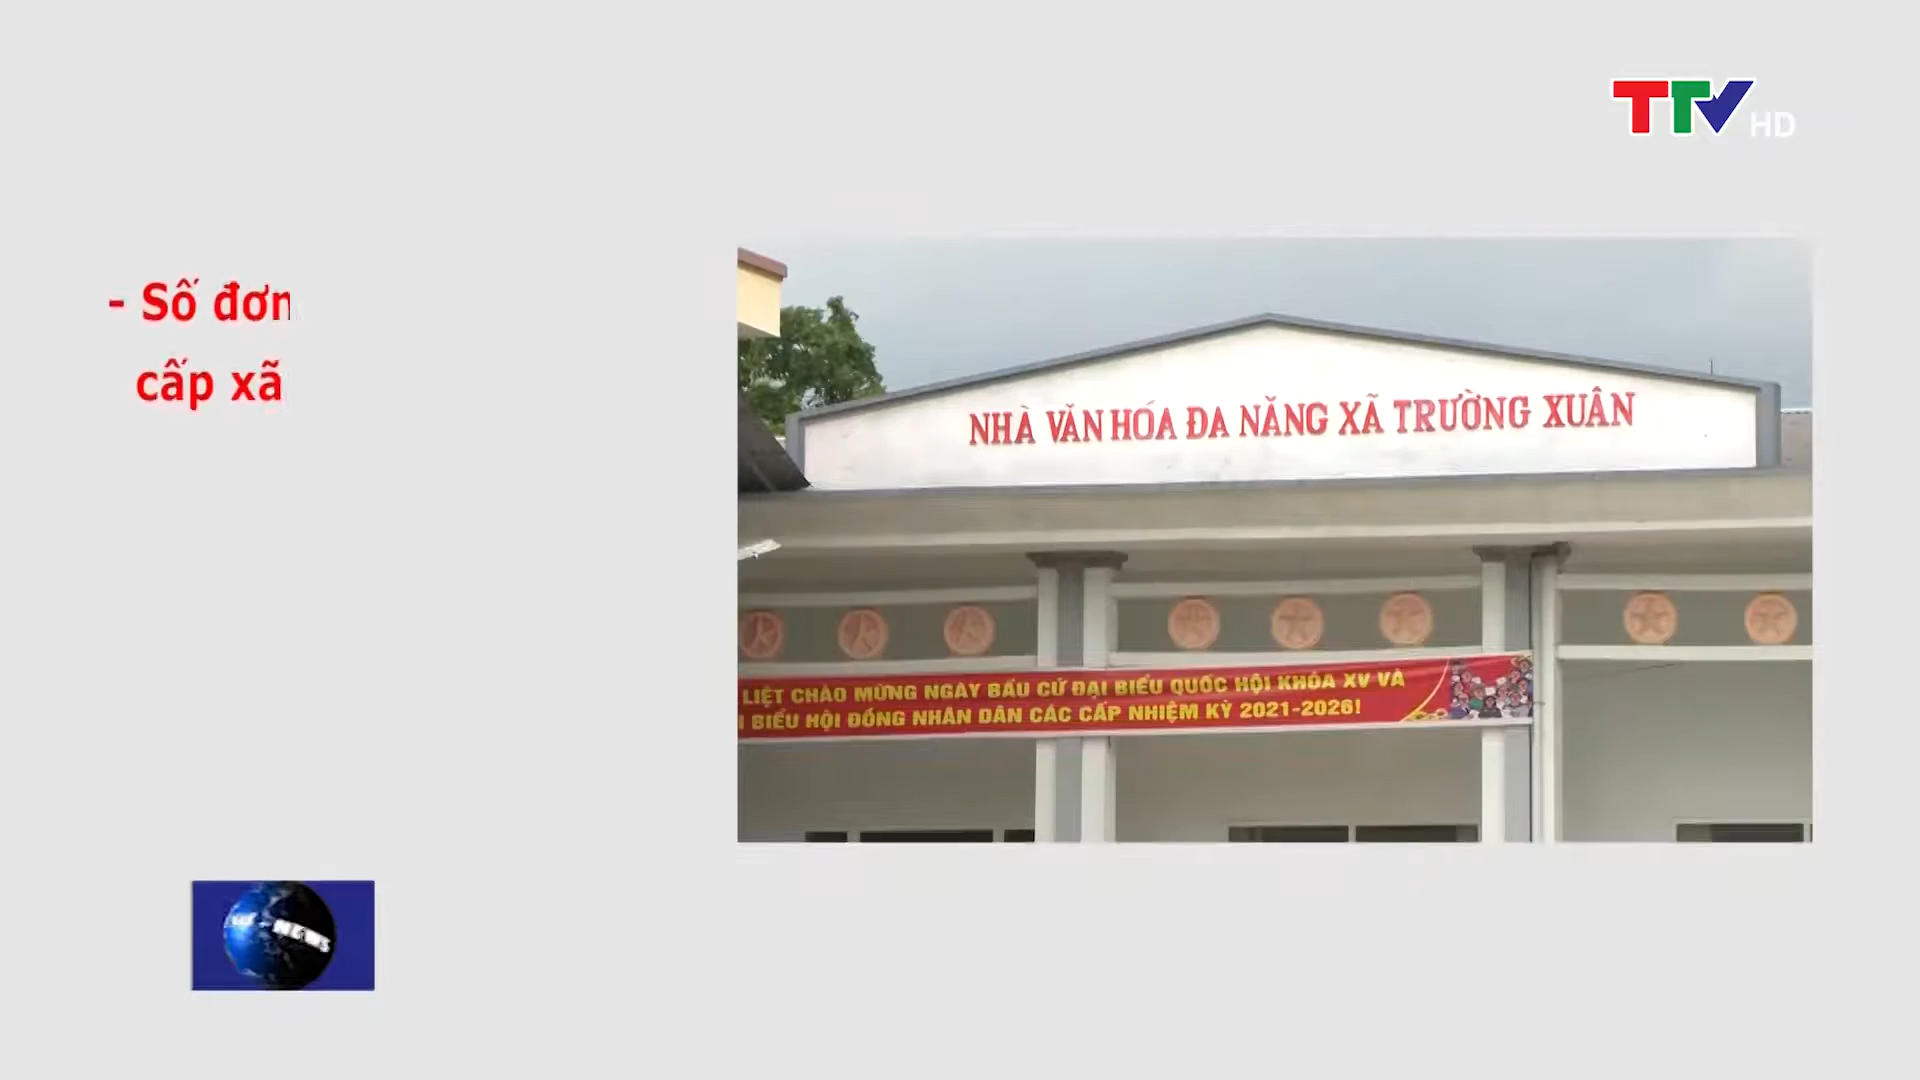 TTV HD
- Số đơn
cấp xã
NHÀ VĂN HÓA ĐA NĂNG XÃ TRƯỜNG XUÂN
LIỆT CHÀO MỪNG NGÀY BẦU CỬ ĐẠI BIỂU QUỐC HỘI KHÓA XV VÀ
I BIỂU HỘI ĐỒNG NHÂN DÂN CÁC CẤP NHIỆM KỲ 2021-2026!
NEWS